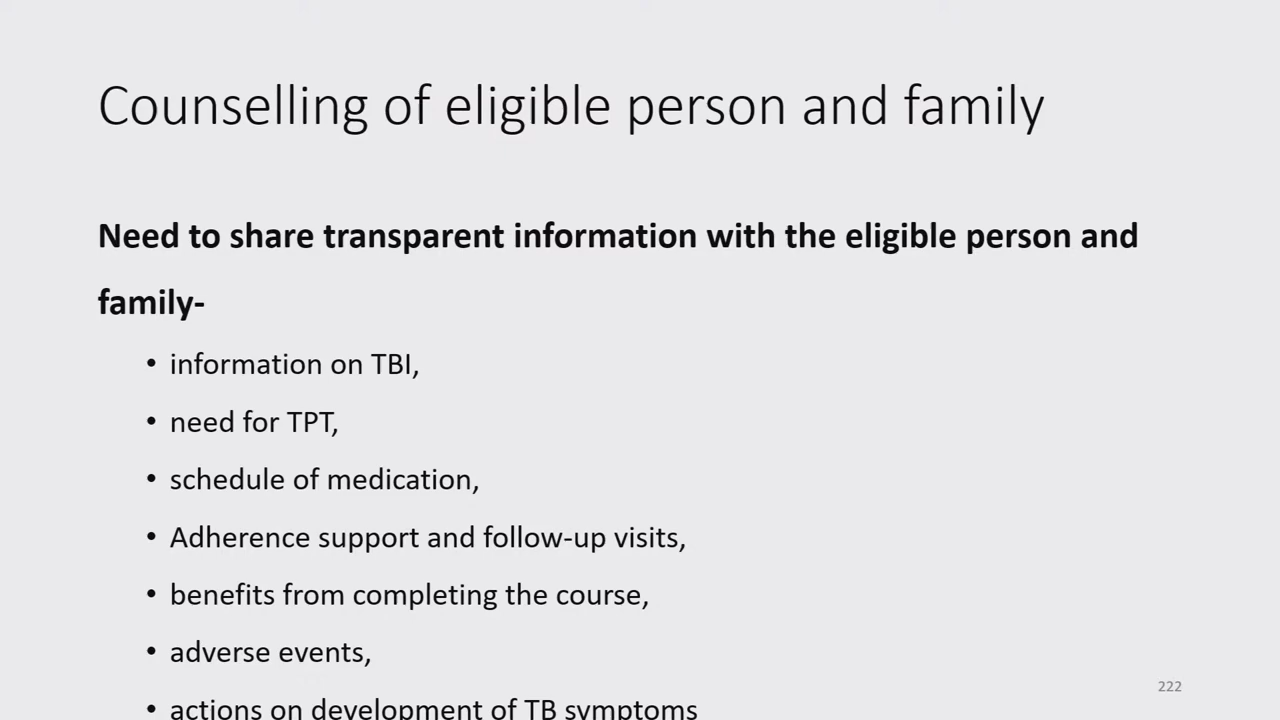 Counselling of eligible person and family
Need to share transparent information with the eligible person and
family-
• information on TBI,
• need for TPT,
• schedule of medication,
• Adherence support and follow-up visits,
• benefits from completing the course,
• adverse events,
• actions on development of TB symptoms
222